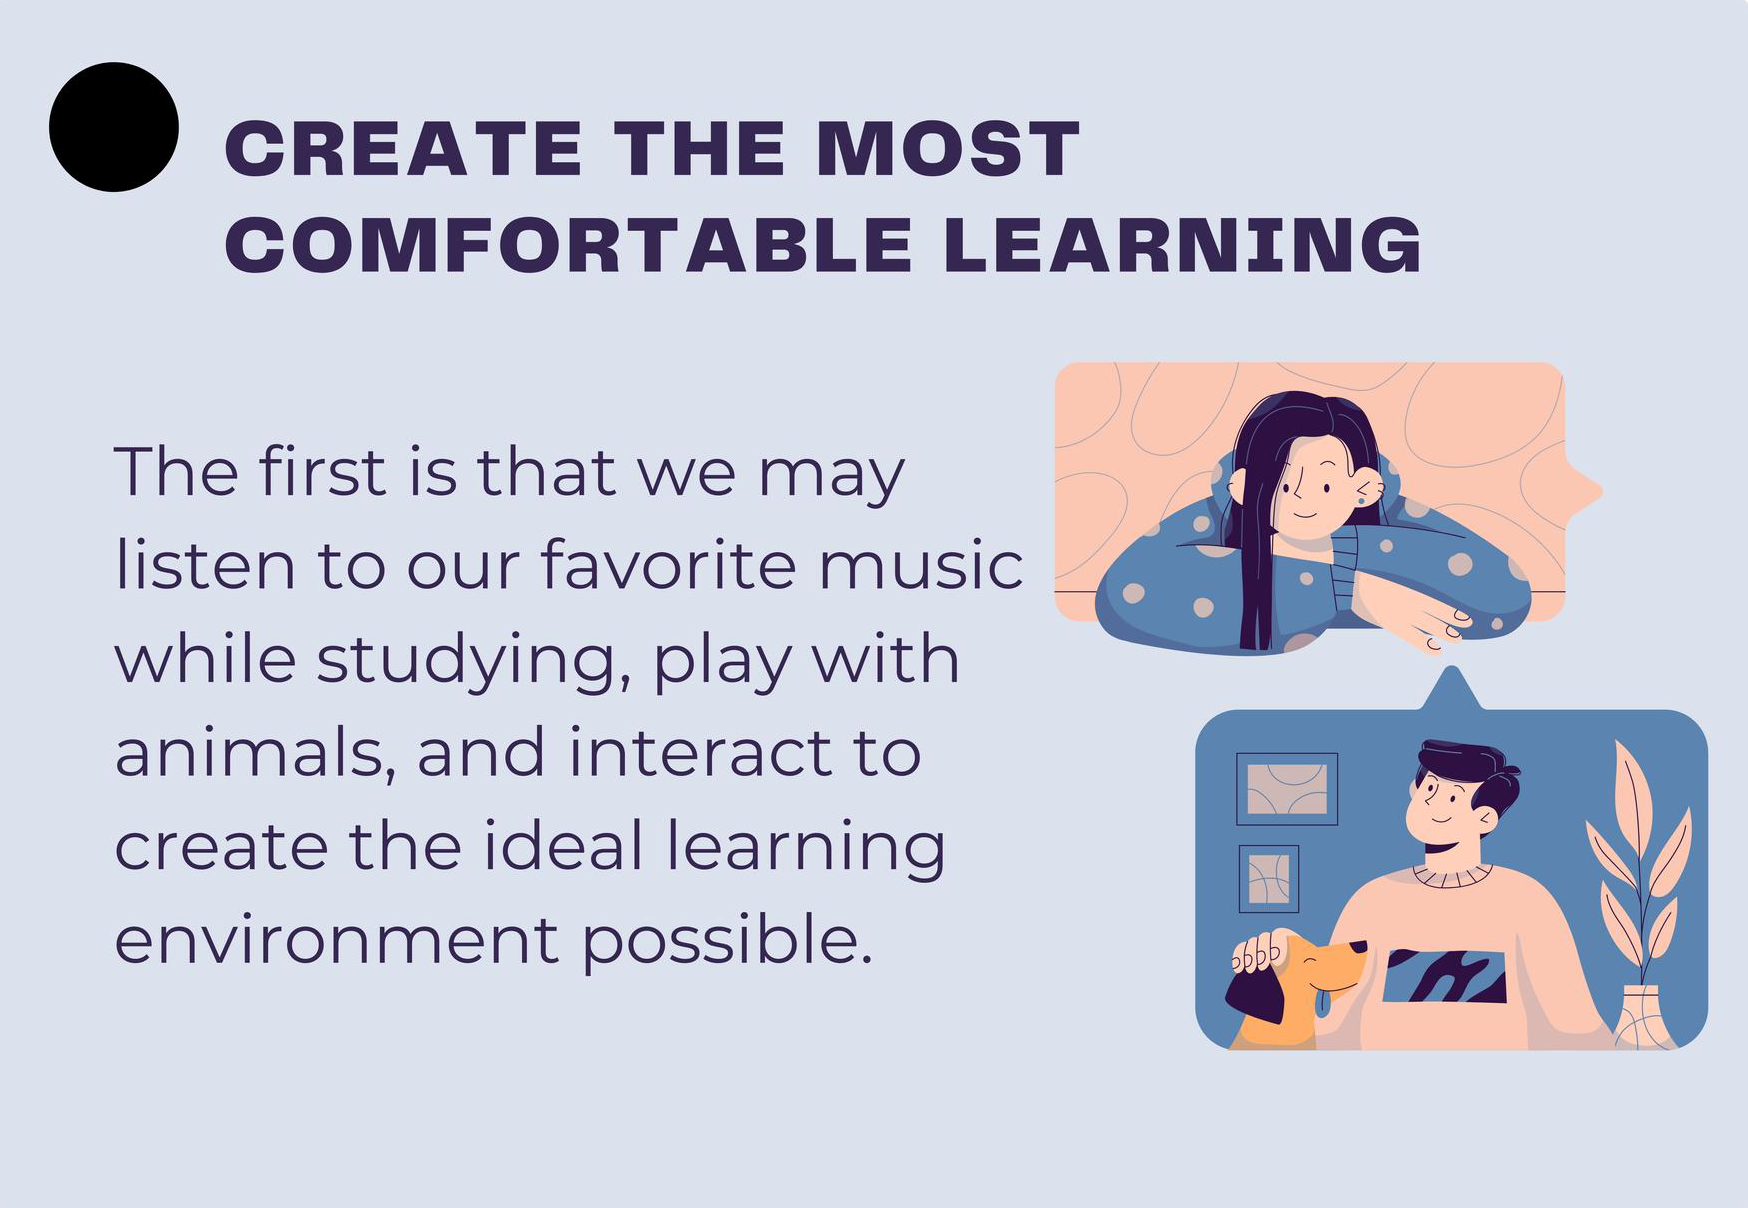 CREATE THE MOST
COMFORTABLE LEARNING
The first is that we may
listen to our favorite music
while studying, play with
animals, and interact to
create the ideal learning
environment possible.